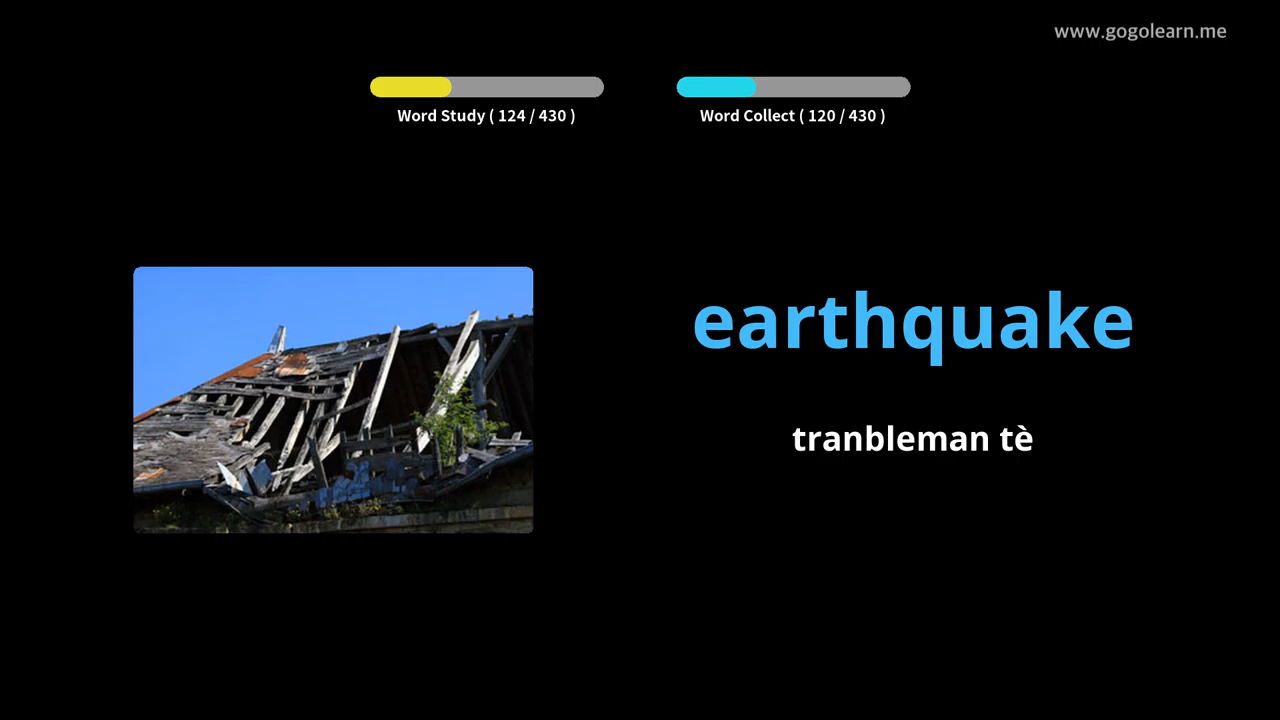 www.gogolearn.me
Word Study ( 124 / 430 )
Word Collect ( 120 / 430 )
earthquake
tranbleman tè